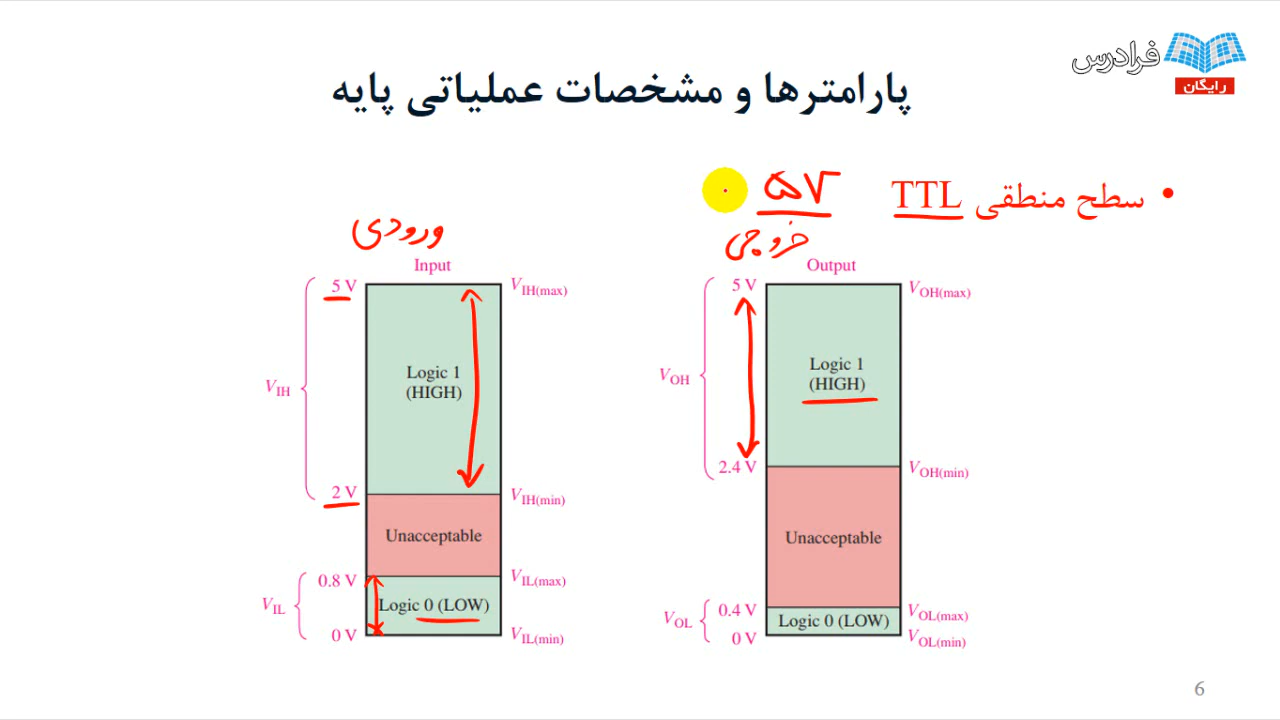 فرادرس
رایگان
پارامترها و مشخصات عملیاتی پایه
• سطح منطقی TTL ۵V
ورودی
Input
5 V
V_IH(max)
Logic 1
(HIGH)
V_IH
2 V
V_IH(min)
Unacceptable
0.8 V
V_IL(max)
V_IL
Logic 0 (LOW)
0 V
V_IL(min)
خروجی
Output
5 V
V_OH(max)
Logic 1
(HIGH)
V_OH
2.4 V
V_OH(min)
Unacceptable
0.4 V
V_OL(max)
V_OL
Logic 0 (LOW)
0 V
V_OL(min)
6